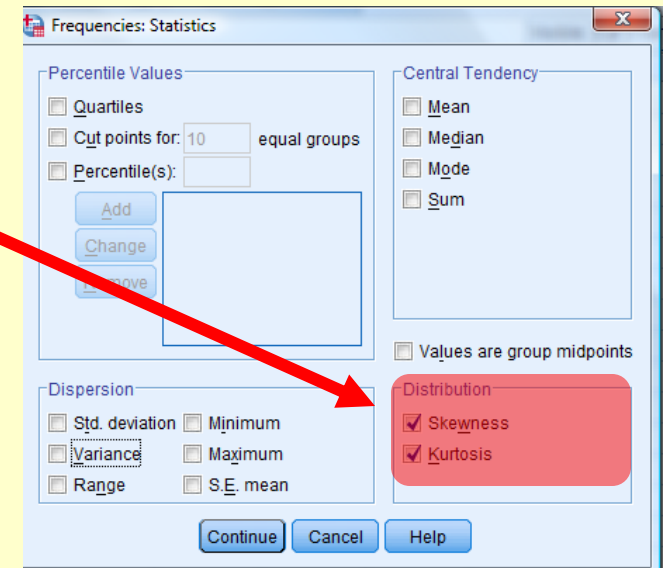 Frequencies: Statistics
Percentile Values
Quartiles
Cut points for: 10 equal groups
Percentile(s):
Add
Change
Remove
Central Tendency
Mean
Median
Mode
Sum
Values are group midpoints
Dispersion
Std. deviation Minimum
Variance Maximum
Range S.E. mean
Distribution
Skewness
Kurtosis
Continue Cancel Help